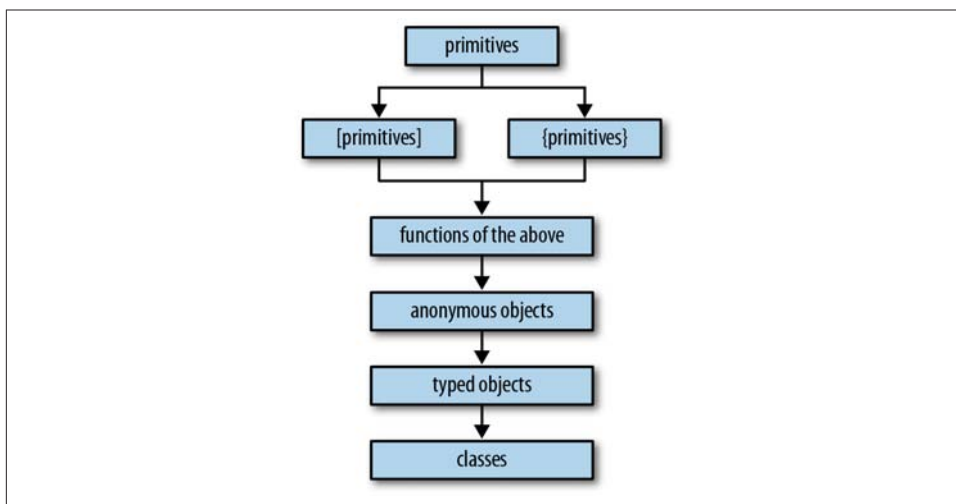 primitives
[primitives]
{primitives}
functions of the above
anonymous objects
typed objects
classes